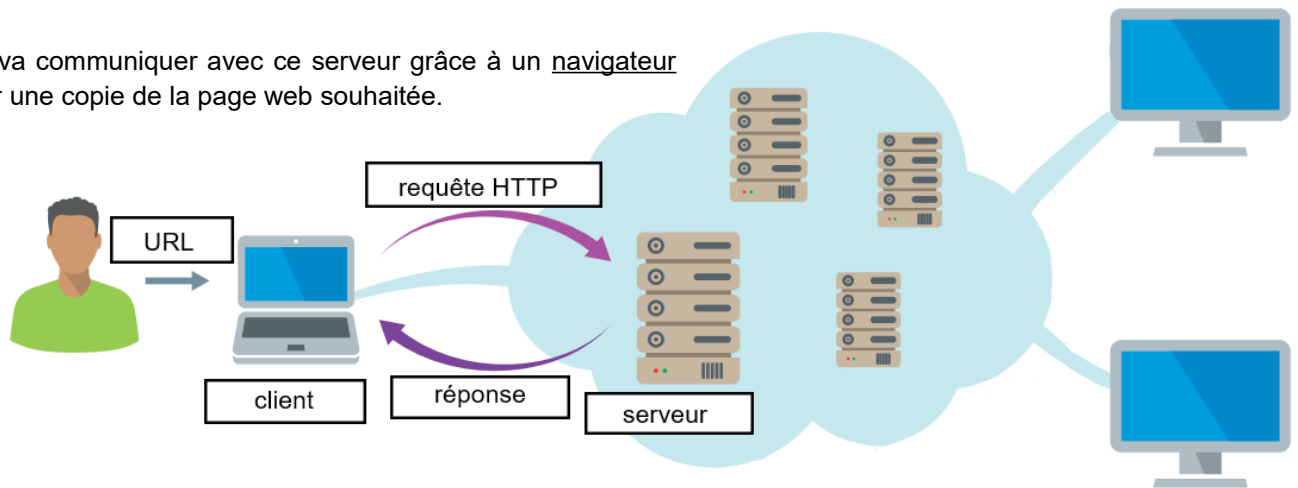 va communiquer avec ce serveur grâce à un navigateur
une copie de la page web souhaitée.
requête HTTP
URL
client
réponse
serveur